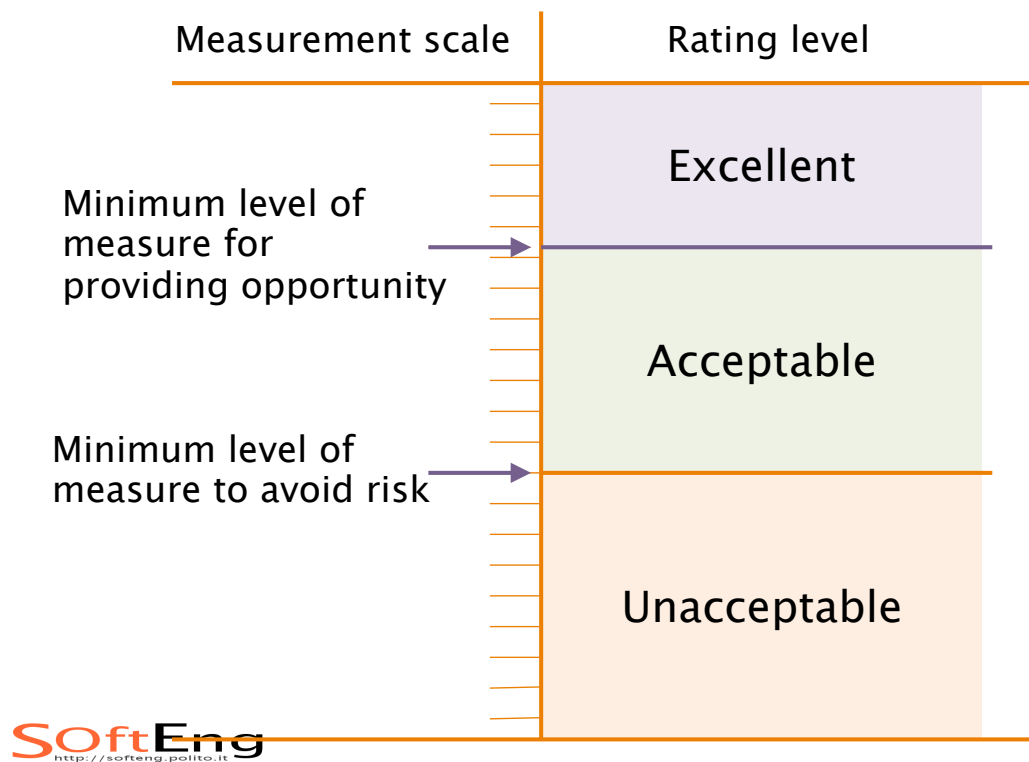 Measurement scale
Rating level
Excellent
Minimum level of
measure for
providing opportunity
Acceptable
Minimum level of
measure to avoid risk
Unacceptable
SOftEng
http://softeng.polito.it